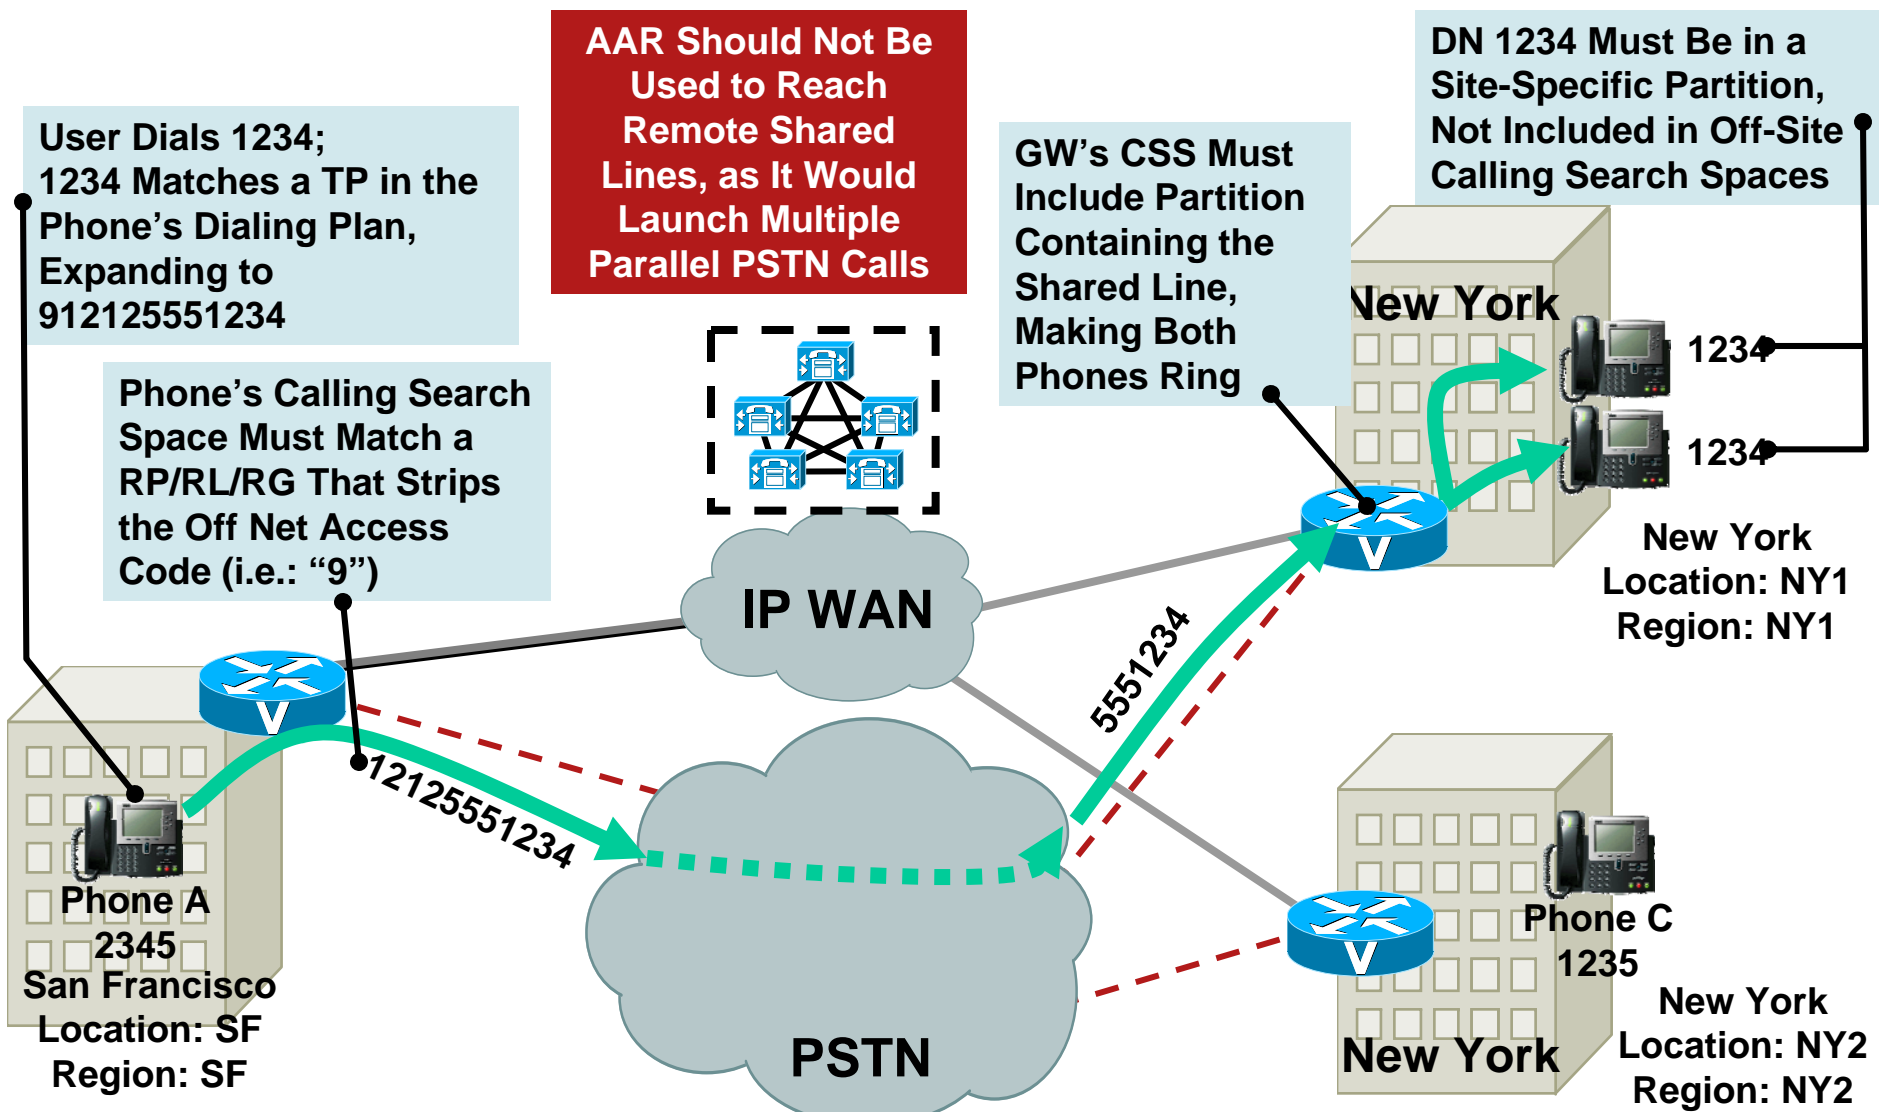 AAR Should Not Be
Used to Reach
Remote Shared
Lines, as It Would
Launch Multiple
Parallel PSTN Calls
DN 1234 Must Be in a
Site-Specific Partition,
Not Included in Off-Site
Calling Search Spaces
User Dials 1234;
1234 Matches a TP in the
Phone’s Dialing Plan,
Expanding to
912125551234
GW’s CSS Must
Include Partition
Containing the
Shared Line,
Making Both
Phones Ring
Phone’s Calling Search
Space Must Match a
RP/RL/RG That Strips
the Off Net Access
Code (i.e.: “9”)
New York
1234
1234
V
New York
Location: NY1
Region: NY1
IP WAN
5551234
V
12125551234
Phone A
2345
San Francisco
Location: SF
Region: SF
PSTN
V
Phone C
1235
New York
New York
Location: NY2
Region: NY2